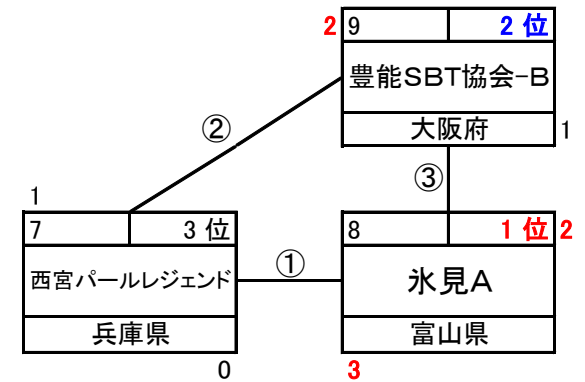 2 9 2 位
豊能SBT協会-B
大阪府 1
②
③
1
7 3 位
8 1 位 2
西宮パールレジェンド
①
氷見A
兵庫県
富山県
0
3